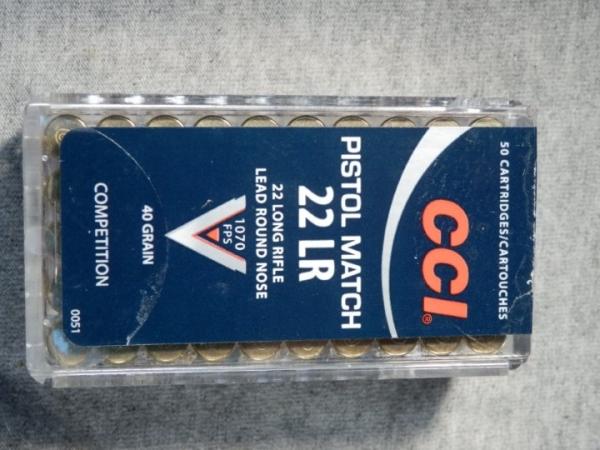 50 CARTRIDGES/CARTOUCHES
CCI®
PISTOL MATCH
22 LR
22 LONG RIFLE
LEAD ROUND NOSE
1070
FPS
40 GRAIN
COMPETITION
0051